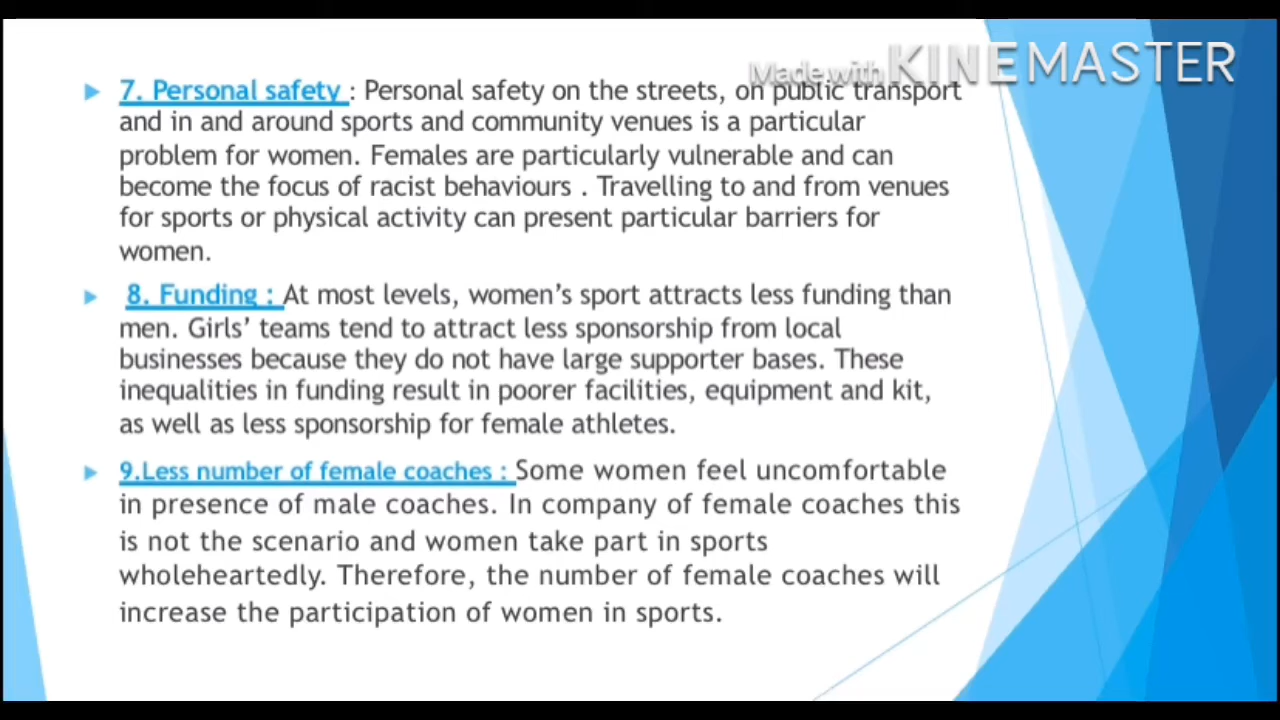 Made with KINEMASTER
7. Personal safety : Personal safety on the streets, on public transport
and in and around sports and community venues is a particular
problem for women. Females are particularly vulnerable and can
become the focus of racist behaviours . Travelling to and from venues
for sports or physical activity can present particular barriers for
women.
8. Funding : At most levels, women’s sport attracts less funding than
men. Girls’ teams tend to attract less sponsorship from local
businesses because they do not have large supporter bases. These
inequalities in funding result in poorer facilities, equipment and kit,
as well as less sponsorship for female athletes.
9.Less number of female coaches : Some women feel uncomfortable
in presence of male coaches. In company of female coaches this
is not the scenario and women take part in sports
wholeheartedly. Therefore, the number of female coaches will
increase the participation of women in sports.